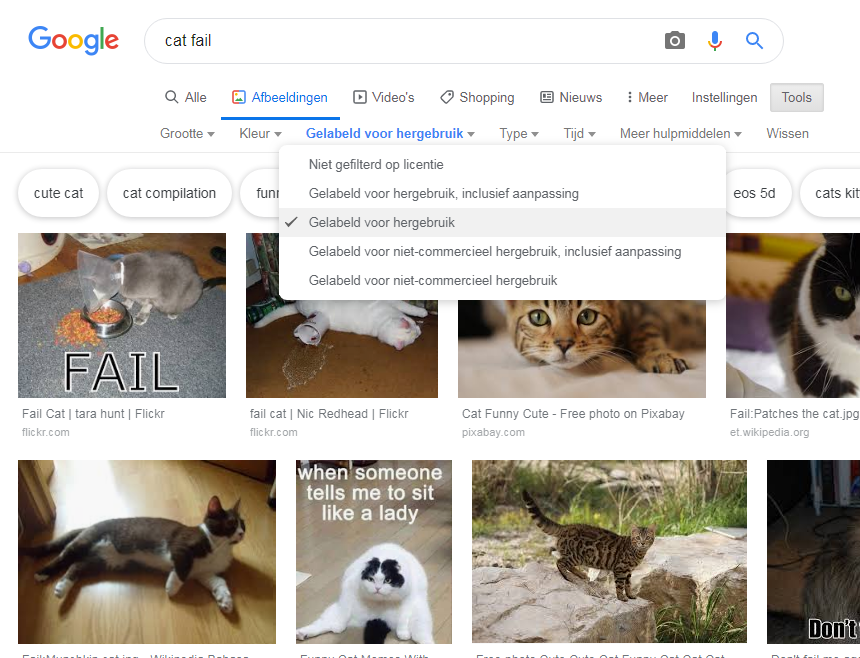 Google
cat fail
Alle
Afbeeldingen
Video's
Shopping
Nieuws
Meer
Instellingen
Tools
Grootte
Kleur
Gelabeld voor hergebruik
Type
Tijd
Meer hulpmiddelen
Wissen
Niet gefilterd op licentie
Gelabeld voor hergebruik, inclusief aanpassing
Gelabeld voor hergebruik
Gelabeld voor niet-commercieel hergebruik, inclusief aanpassing
Gelabeld voor niet-commercieel hergebruik
cute cat
cat compilation
eos 5d
cats
FAIL
Fail Cat | tara hunt | Flickr
flickr.com
fail cat | Nic Redhead | Flickr
flickr.com
Cat Funny Cute - Free photo on Pixabay
pixabay.com
Fail:Patches the cat.jpg
et.wikipedia.org
when someone
tells me to sit
like a lady
Don't